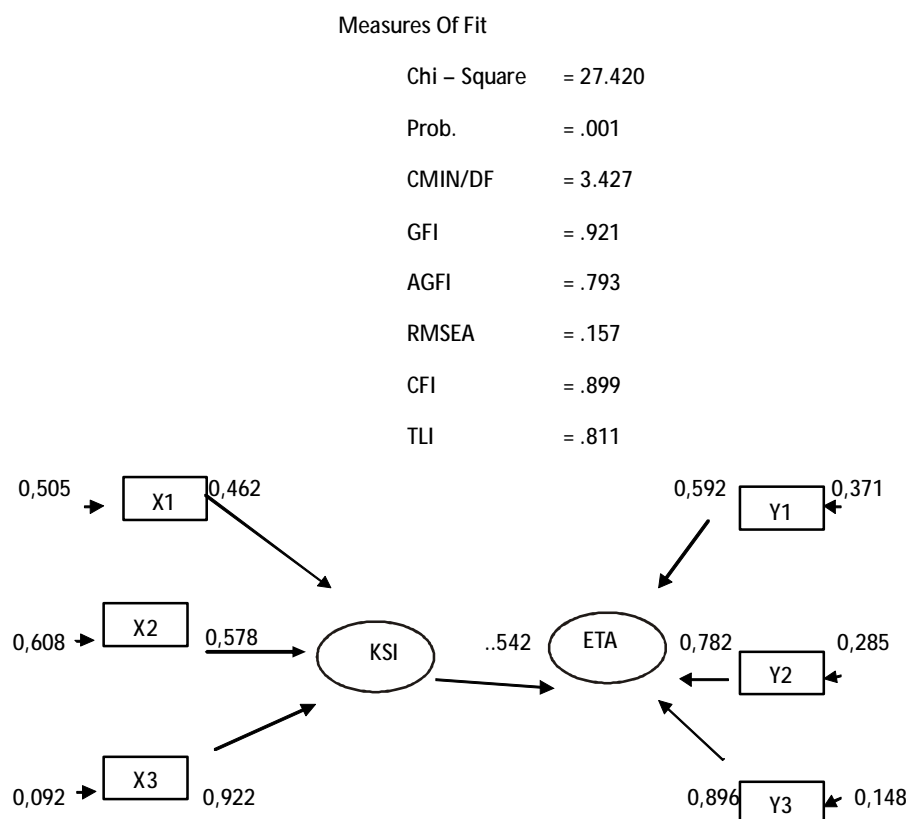 Measures Of Fit
Chi – Square = 27.420
Prob. = .001
CMIN/DF = 3.427
GFI = .921
AGFI = .793
RMSEA = .157
CFI = .899
TLI = .811
0,505 X1 0,462 0,592 Y1 0,371
0,608 X2 0,578 KSI ..542 ETA 0,782 Y2 0,285
0,092 X3 0,922 0,896 Y3 0,148